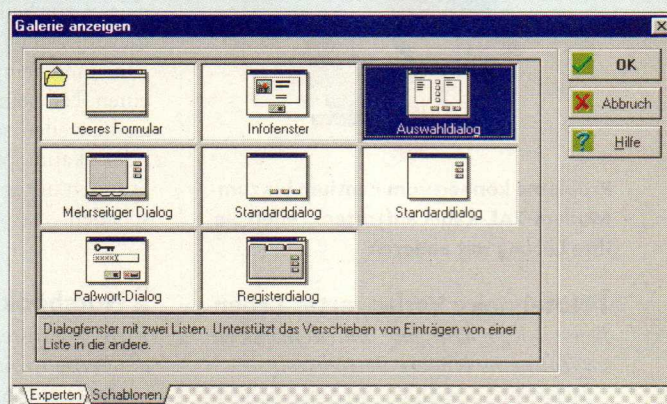 Galerie anzeigen
OK
Leeres Formular
Infofenster
Auswahldialog
Abbruch
Hilfe
Mehrseitiger Dialog
Standarddialog
Standarddialog
Paßwort-Dialog
Registerdialog
Dialogfenster mit zwei Listen. Unterstützt das Verschieben von Einträgen von einer
Liste in die andere.
Experten
Schablonen